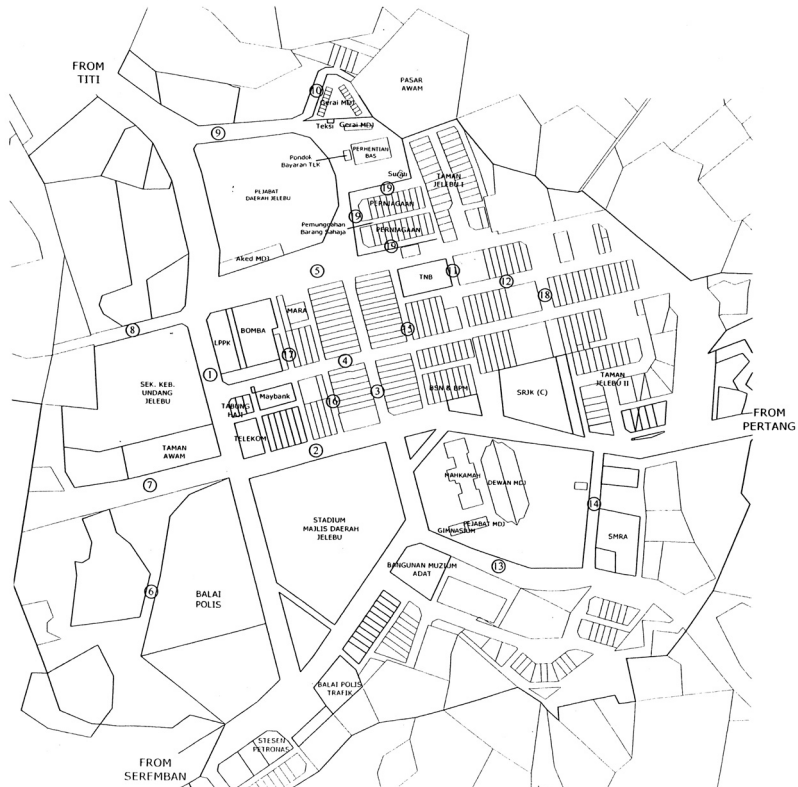 FROM
TITI
PASAR
AWAM
10
Gerai MDJ
Teksi
Gerai MDJ
9
PERHENTIAN
BAS
Pondok
Bayaran TLK
Surau
TAMAN
JELEBU I
PEJABAT
DAERAH JELEBU
19
PERNIAGAAN
19
Pemunggahan
Barang Sahaja
PERNIAGAAN
19
Aked MDJ
5
TNB
11
12
18
MARA
8
LPPK
BOMBA
15
17
4
1
TAMAN
JELEBU II
SEK. KEB.
UNDANG
JELEBU
Maybank
3
BSN & BPM
SRJK (C)
16
TABUNG
HAJI
FROM
PERTANG
TELEKOM
2
TAMAN
AWAM
7
MAHKAMAH
DEWAN MDJ
14
STADIUM
MAJLIS DAERAH
JELEBU
PEJABAT MDJ
GIMNASIUM
SMRA
13
BANGUNAN MUZIUM
ADAT
6
BALAI
POLIS
BALAI POLIS
TRAFIK
STESEN
PETRONAS
FROM
SEREMBAN